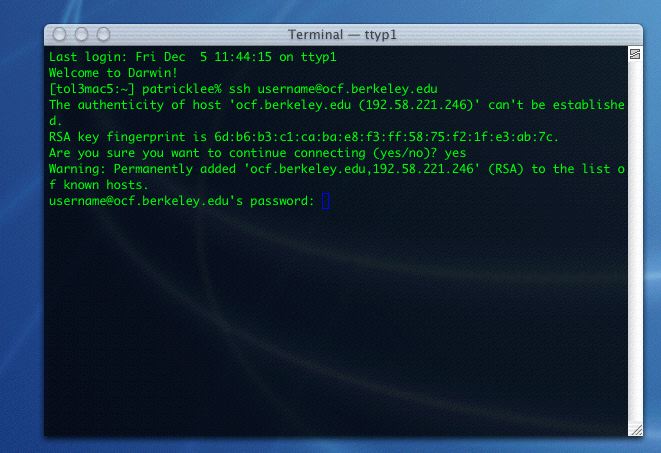 Terminal — ttyp1
Last login: Fri Dec  5 11:44:15 on ttyp1
Welcome to Darwin!
[tol3mac5:~] patricklee% ssh username@ocf.berkeley.edu
The authenticity of host 'ocf.berkeley.edu (192.58.221.246)' can't be establishe
d.
RSA key fingerprint is 6d:b6:b3:c1:ca:ba:e8:f3:ff:58:75:f2:1f:e3:ab:7c.
Are you sure you want to continue connecting (yes/no)? yes
Warning: Permanently added 'ocf.berkeley.edu,192.58.221.246' (RSA) to the list o
f known hosts.
username@ocf.berkeley.edu's password: